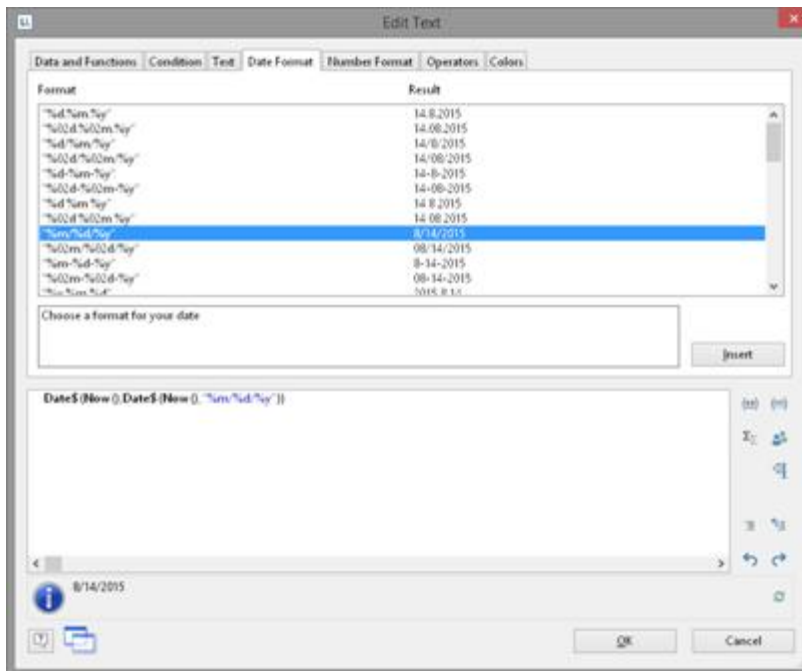 LL Edit Text
Data and Functions Condition Text Date Format Number Format Operators Colors
Format Result
"%d.%m.%y" 14.8.2015
"%02d.%02m.%y" 14.08.2015
"%d/%m/%y" 14/8/2015
"%02d/%02m/%y" 14/08/2015
"%d-%m-%y" 14-8-2015
"%02d-%02m-%y" 14-08-2015
"%d %m %y" 14 8 2015
"%02d %02m %y" 14 08 2015
"%m/%d/%y" 8/14/2015
"%02m/%02d/%y" 08/14/2015
"%m-%d-%y" 8-14-2015
"%02m-%02d-%y" 08-14-2015
Choose a format for your date
Insert
Date$ (Now (),Date$ (Now (), "%m/%d/%y"))
8/14/2015
OK Cancel